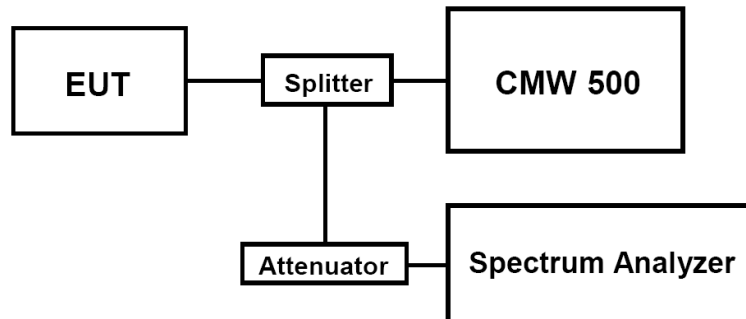 EUT
Splitter
CMW 500
Attenuator
Spectrum Analyzer